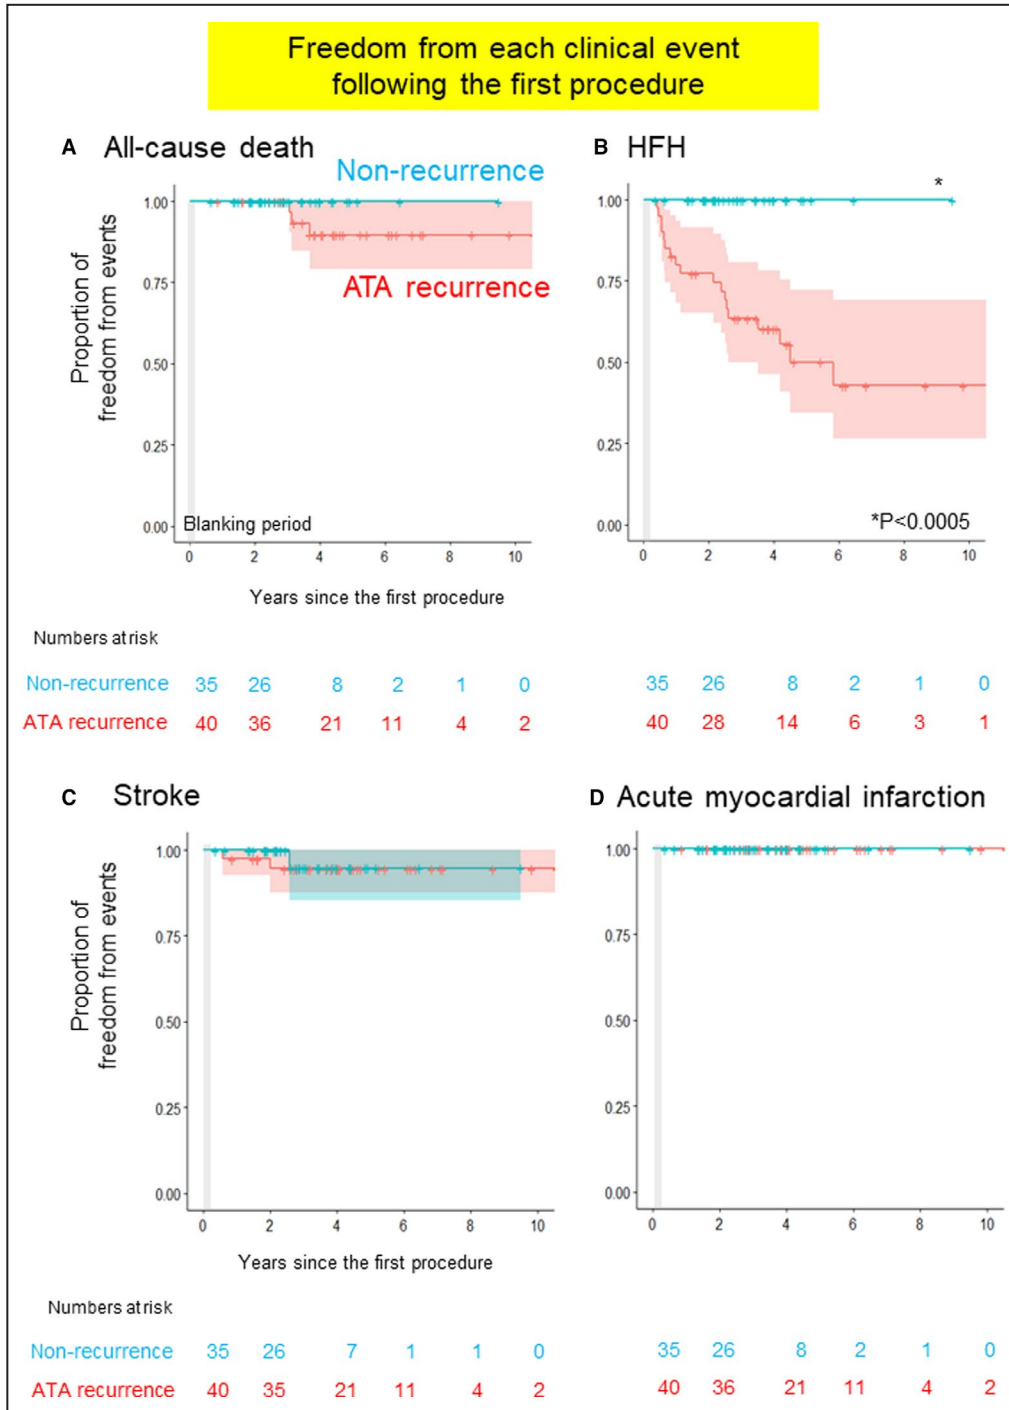 Freedom from each clinical event
following the first procedure
A All-cause death
Non-recurrence
ATA recurrence
Proportion of
freedom from events
1.00
0.75
0.50
0.25
0.00
Blanking period
0 2 4 6 8 10
Years since the first procedure
B HFH
*
1.00
0.75
0.50
0.25
0.00
*P<0.0005
0 2 4 6 8 10
Numbers at risk
Non-recurrence 35 26 8 2 1 0 35 26 8 2 1 0
ATA recurrence 40 36 21 11 4 2 40 28 14 6 3 1
C Stroke
Proportion of
freedom from events
1.00
0.75
0.50
0.25
0.00
0 2 4 6 8 10
Years since the first procedure
D Acute myocardial infarction
1.00
0.75
0.50
0.25
0.00
0 2 4 6 8 10
Numbers at risk
Non-recurrence 35 26 7 1 1 0 35 26 8 2 1 0
ATA recurrence 40 35 21 11 4 2 40 36 21 11 4 2